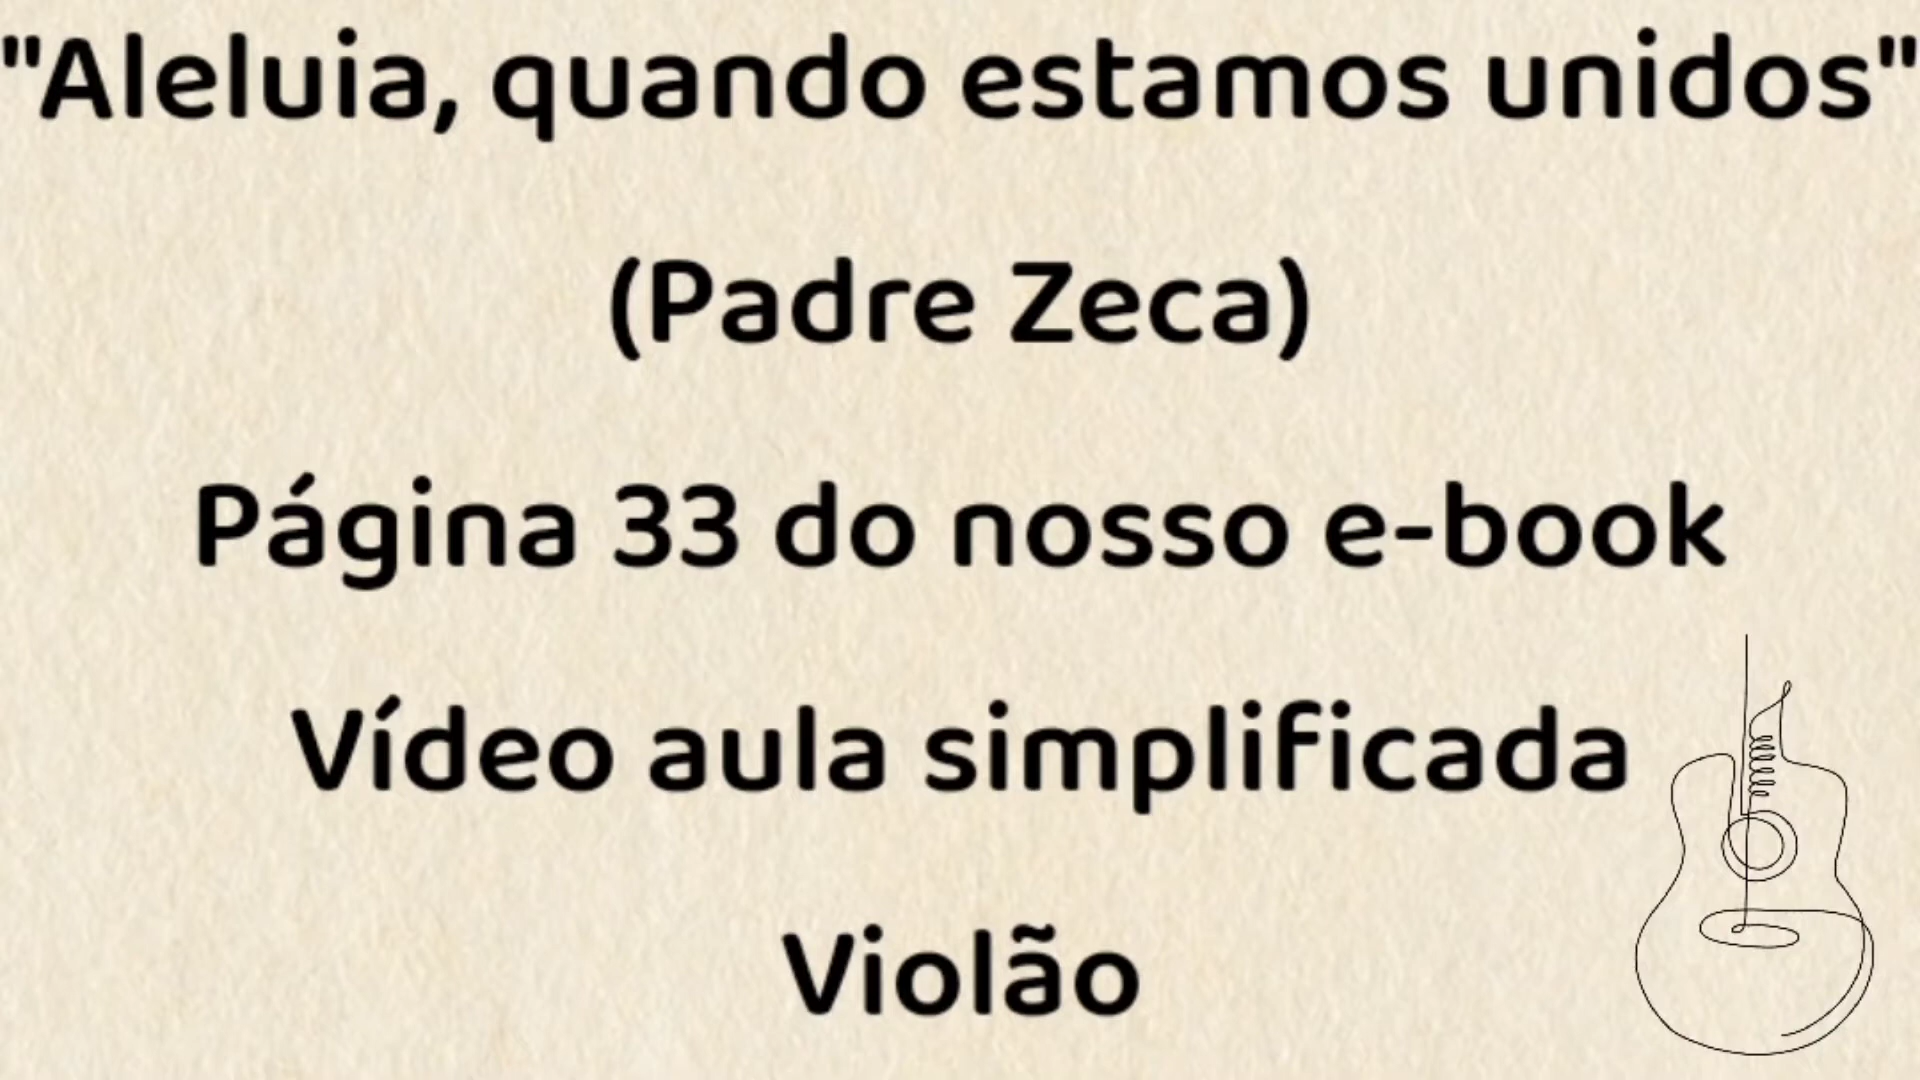 "Aleluia, quando estamos unidos"
(Padre Zeca)
Página 33 do nosso e-book
Vídeo aula simplificada
Violão